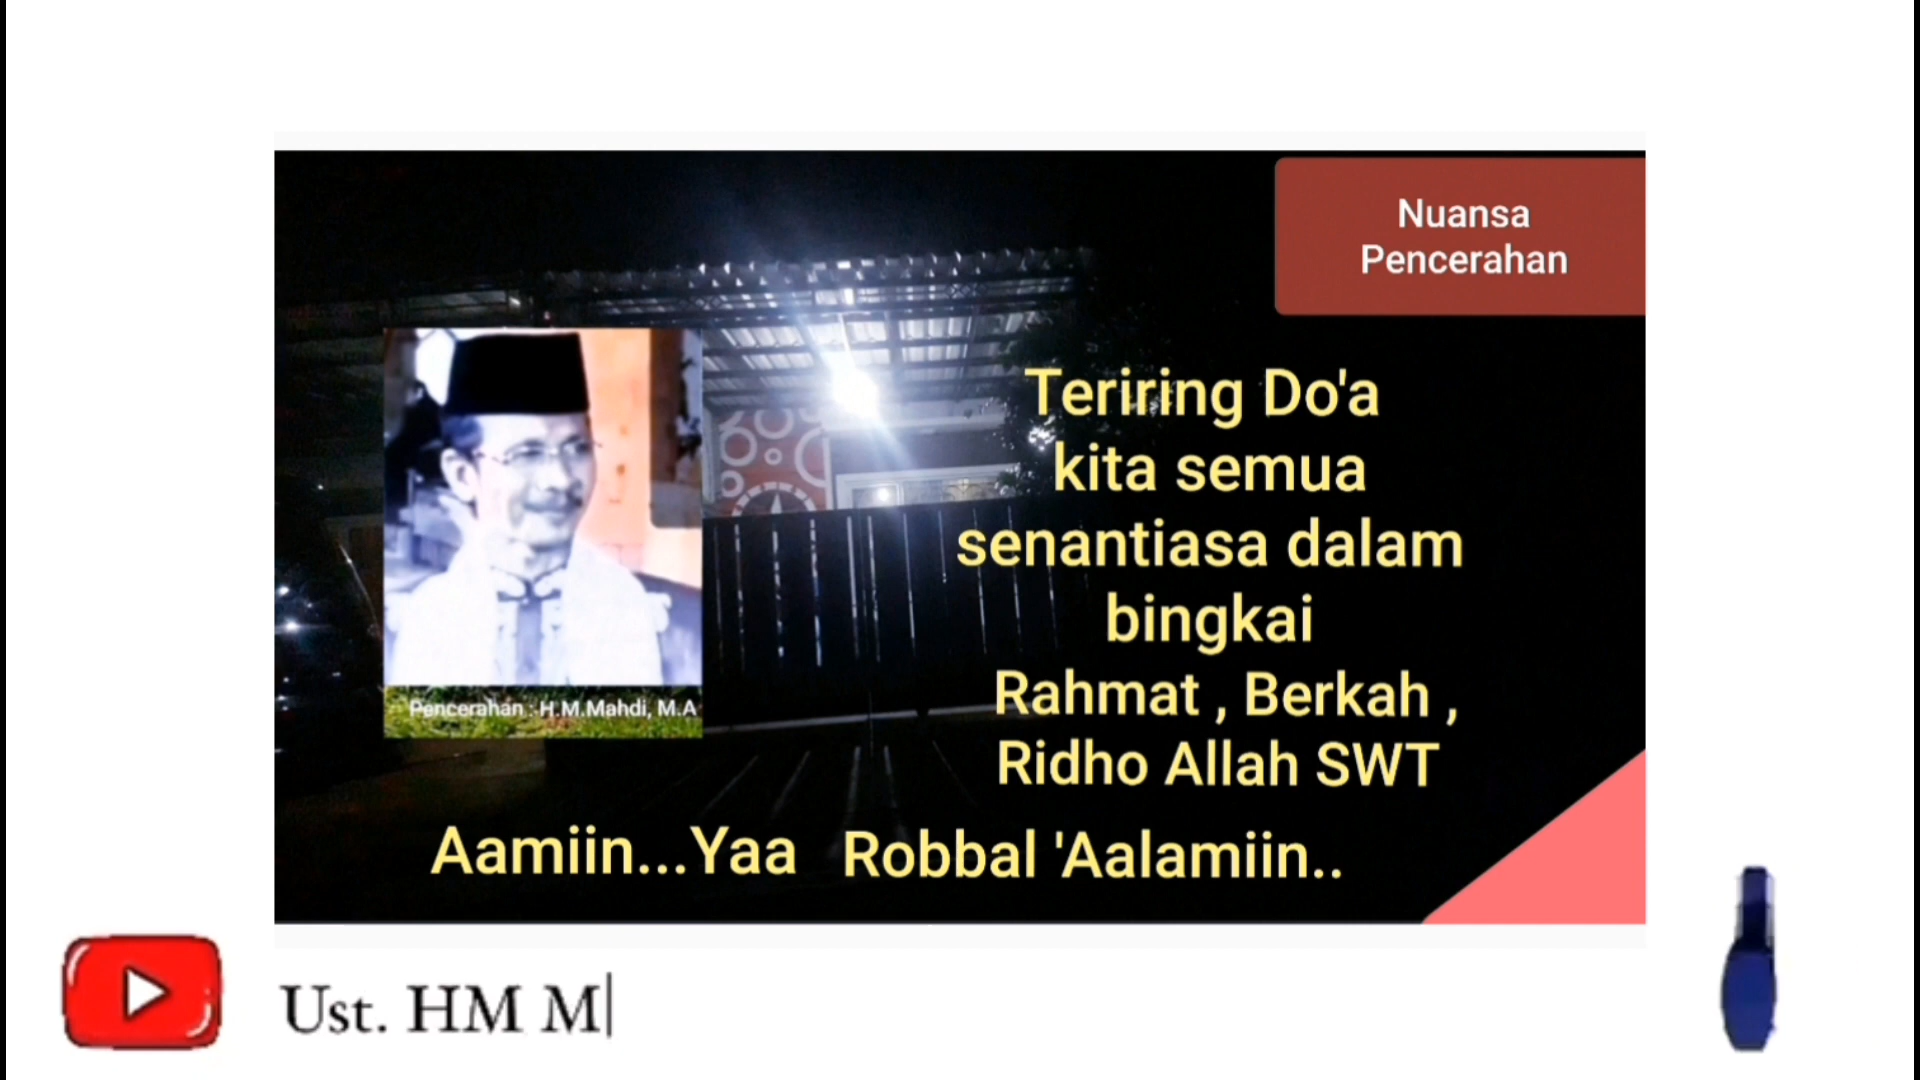 Nuansa
Pencerahan
Teriring Do'a
kita semua
senantiasa dalam
bingkai
Rahmat , Berkah ,
Ridho Allah SWT
Pencerahan : H.M.Mahdi, M.A
Aamiin...Yaa Robbal 'Aalamiin..
Ust. HM M